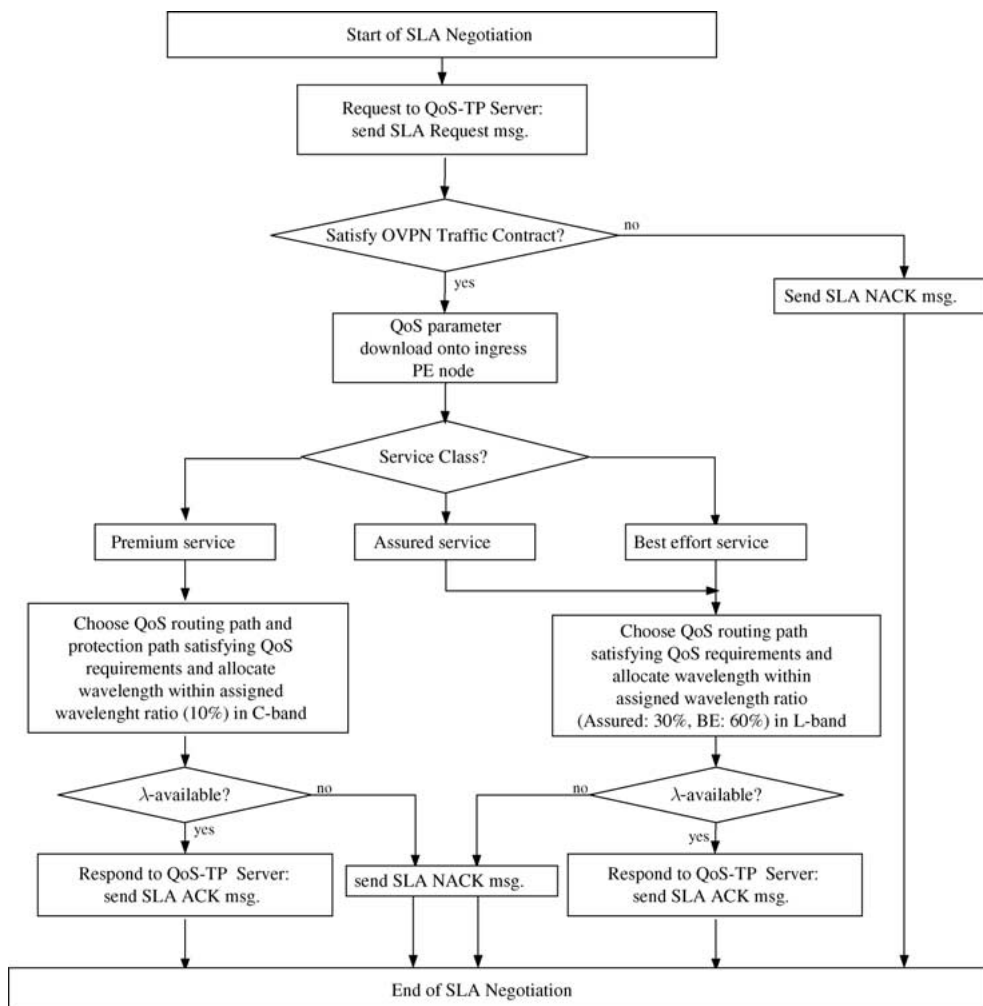 Start of SLA Negotiation
Request to QoS-TP Server:
send SLA Request msg.
Satisfy OVPN Traffic Contract?
no
yes
Send SLA NACK msg.
QoS parameter
download onto ingress
PE node
Service Class?
Premium service
Assured service
Best effort service
Choose QoS routing path and
protection path satisfying QoS
requirements and allocate
wavelength within assigned
wavelenght ratio (10%) in C-band
Choose QoS routing path
satisfying QoS requirements and
allocate wavelength within
assigned wavelength ratio
(Assured: 30%, BE: 60%) in L-band
λ-available?
no
yes
no
λ-available?
yes
Respond to QoS-TP Server:
send SLA ACK msg.
send SLA NACK msg.
Respond to QoS-TP Server:
send SLA ACK msg.
End of SLA Negotiation